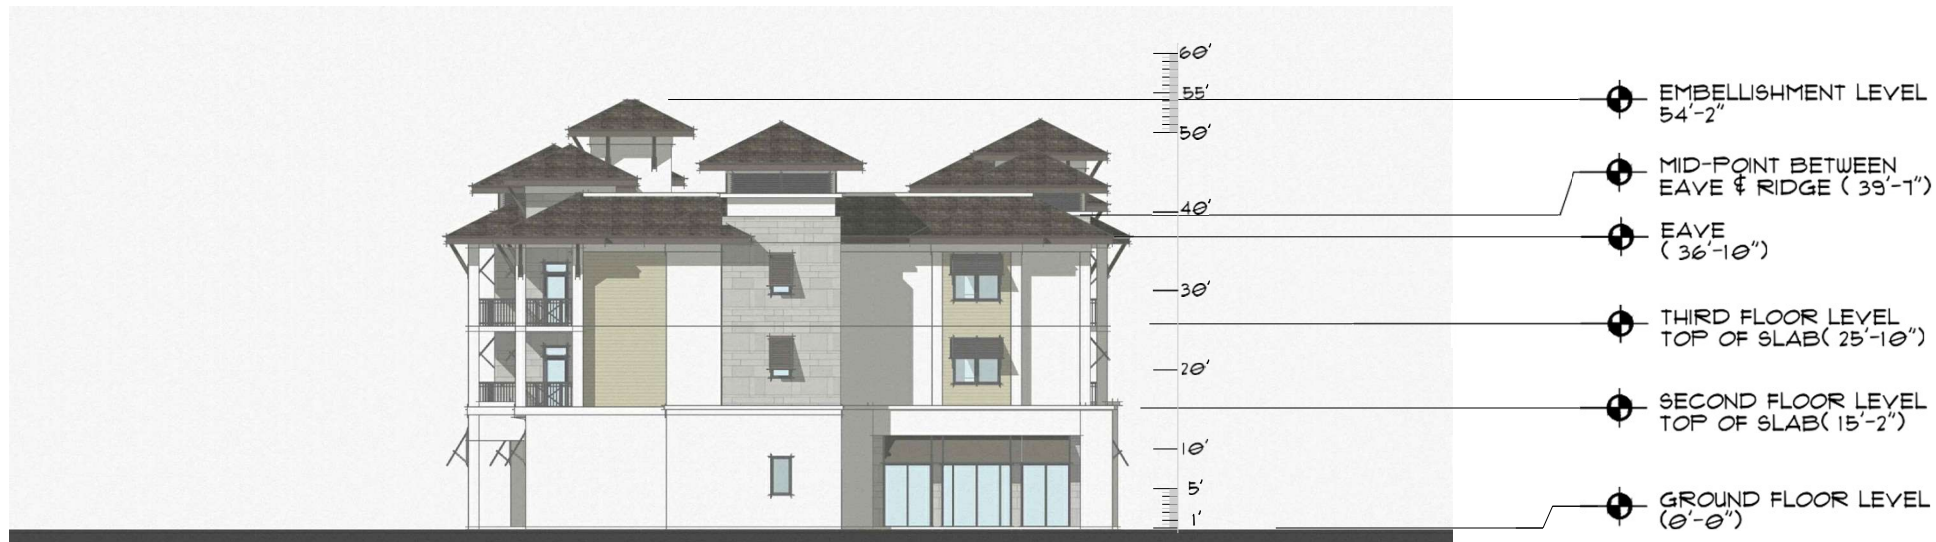 60'
55'
50'
40'
30'
20'
10'
5'
1'
EMBELLISHMENT LEVEL
54'-2"
MID-POINT BETWEEN
EAVE & RIDGE ( 39'-7")
EAVE
( 36'-10")
THIRD FLOOR LEVEL
TOP OF SLAB( 25'-10")
SECOND FLOOR LEVEL
TOP OF SLAB( 15'-2")
GROUND FLOOR LEVEL
(0'-0")